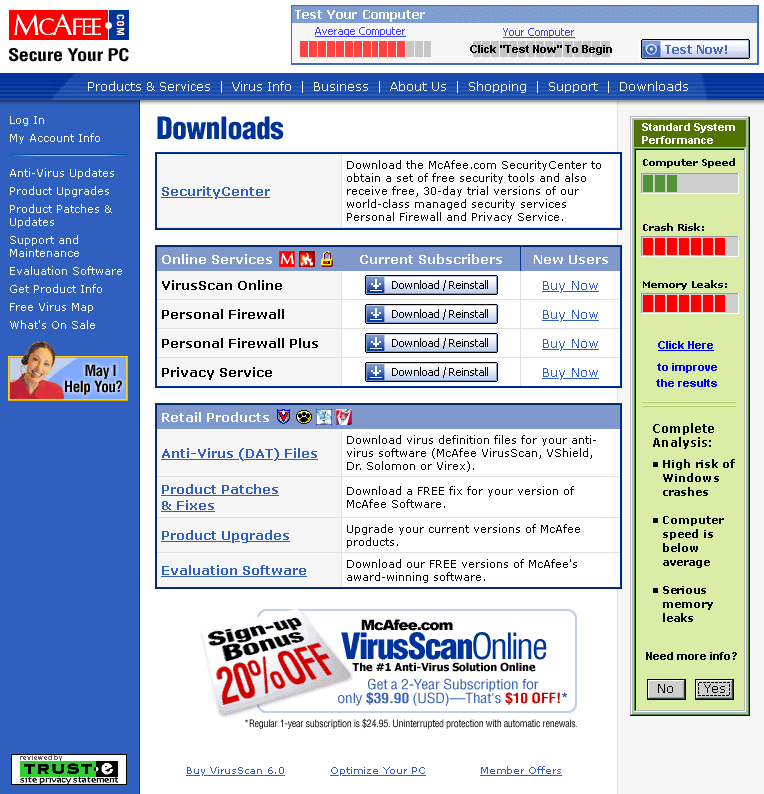 McAFEE .COM
Secure Your PC
Test Your Computer
Average Computer
Your Computer
Click "Test Now" To Begin
Test Now!
Products & Services | Virus Info | Business | About Us | Shopping | Support | Downloads
Log In
My Account Info
Anti-Virus Updates
Product Upgrades
Product Patches &
Updates
Support and
Maintenance
Evaluation Software
Get Product Info
Free Virus Map
What's On Sale
May I
Help You?
reviewed by
TRUST-e
site privacy statement
Downloads
SecurityCenter
Download the McAfee.com SecurityCenter to
obtain a set of free security tools and also
receive free, 30-day trial versions of our
world-class managed security services
Personal Firewall and Privacy Service.
Online Services Current Subscribers New Users
VirusScan Online Download / Reinstall Buy Now
Personal Firewall Download / Reinstall Buy Now
Personal Firewall Plus Download / Reinstall Buy Now
Privacy Service Download / Reinstall Buy Now
Retail Products
Anti-Virus (DAT) Files
Download virus definition files for your anti-
virus software (McAfee VirusScan, VShield,
Dr. Solomon or Virex).
Product Patches
& Fixes
Download a FREE fix for your version of
McAfee Software.
Product Upgrades
Upgrade your current versions of McAfee
products.
Evaluation Software
Download our FREE versions of McAfee's
award-winning software.
Sign-up
Bonus
20% OFF
McAfee.com
VirusScanOnline
The #1 Anti-Virus Solution Online
Get a 2-Year Subscription for
only $39.90 (USD)—That's $10 OFF!*
*Regular 1-year subscription is $24.95. Uninterrupted protection with automatic renewals.
Buy VirusScan 6.0
Optimize Your PC
Member Offers
Standard System
Performance
Computer Speed
Crash Risk:
Memory Leaks:
Click Here
to improve
the results
Complete
Analysis:
High risk of
Windows
crashes
Computer
speed is
below
average
Serious
memory
leaks
Need more info?
No Yes